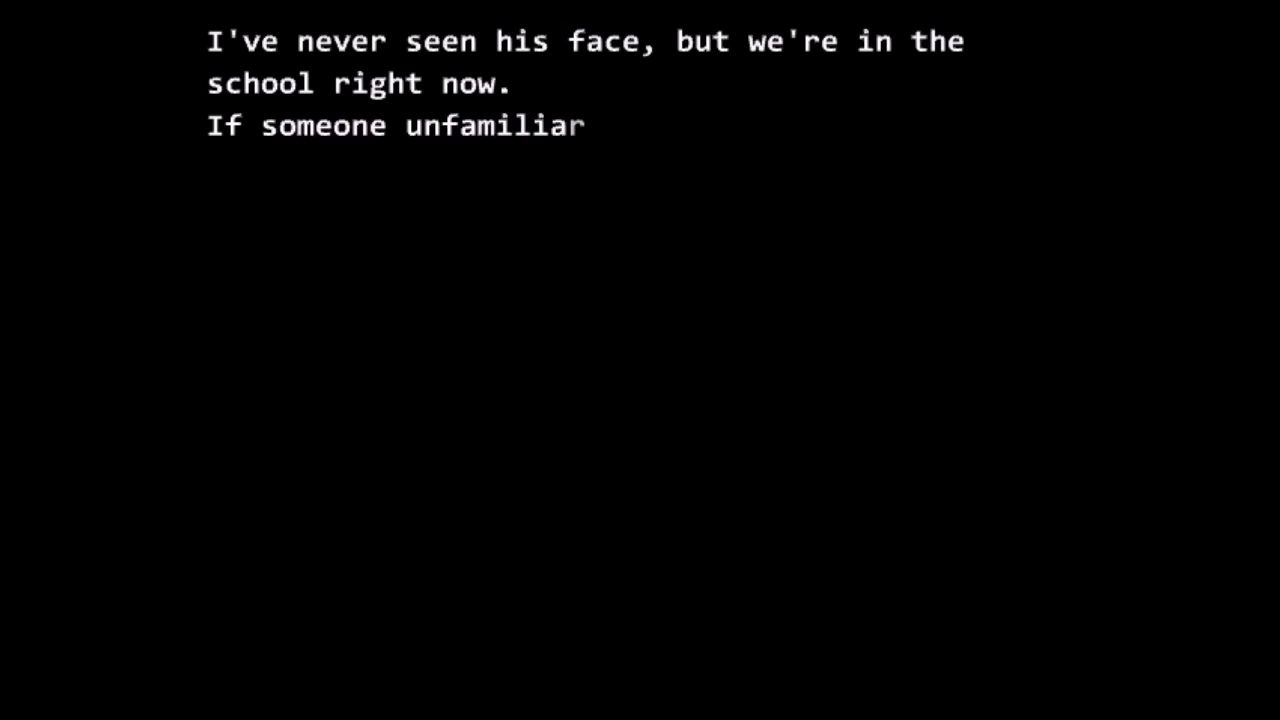 I've never seen his face, but we're in the
school right now.
If someone unfamiliar